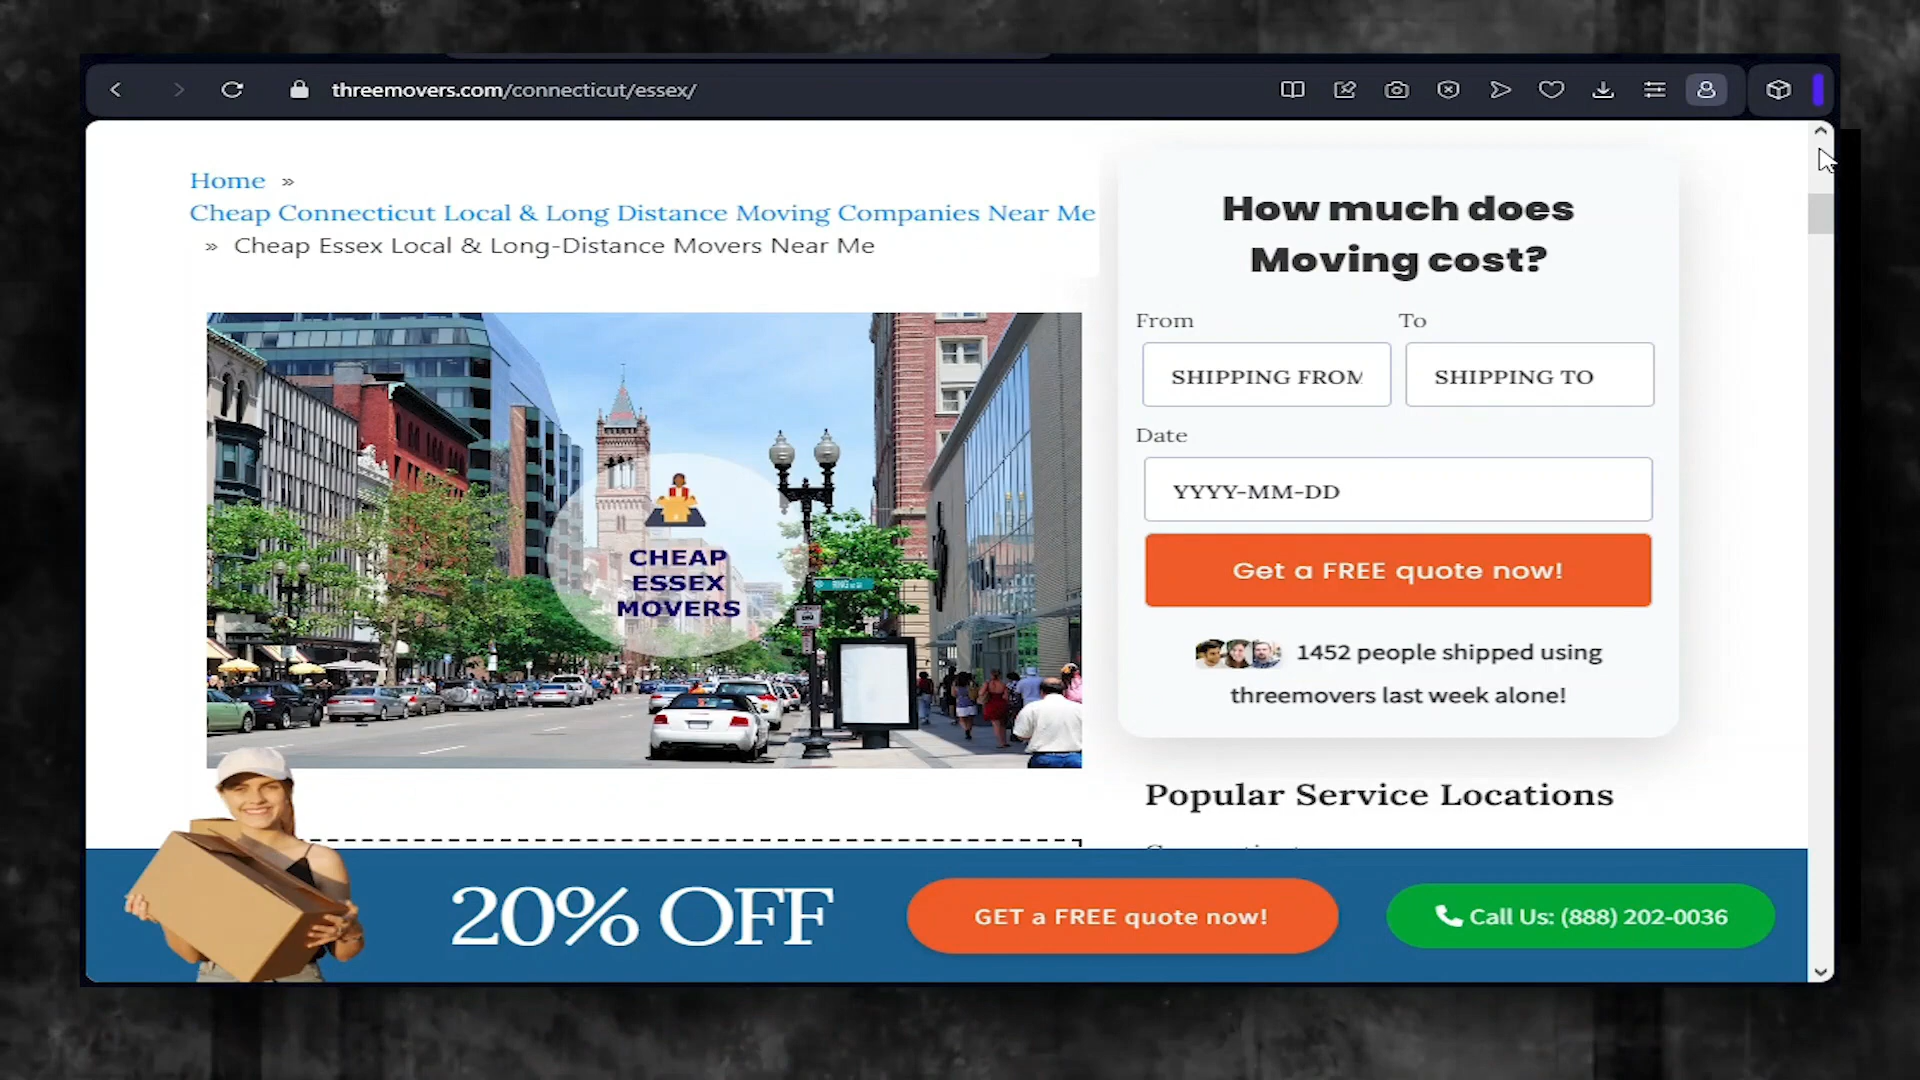 threemovers.com/connecticut/essex/
Home »
Cheap Connecticut Local & Long Distance Moving Companies Near Me
» Cheap Essex Local & Long-Distance Movers Near Me
CHEAP
ESSEX
MOVERS
How much does
Moving cost?
From To
SHIPPING FROM SHIPPING TO
Date
YYYY-MM-DD
Get a FREE quote now!
1452 people shipped using
threemovers last week alone!
Popular Service Locations
20% OFF
GET a FREE quote now!
Call Us: (888) 202-0036